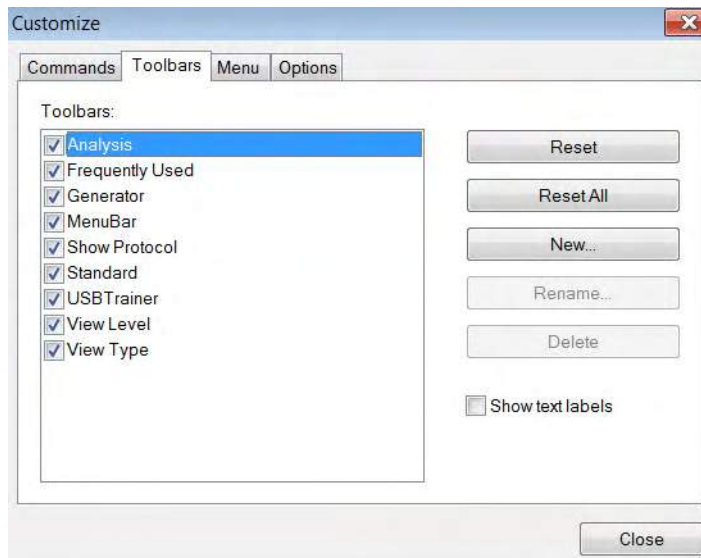 Customize
Commands Toolbars Menu Options
Toolbars:
Analysis
Frequently Used
Generator
MenuBar
Show Protocol
Standard
USBTrainer
View Level
View Type
Reset
Reset All
New...
Rename...
Delete
Show text labels
Close